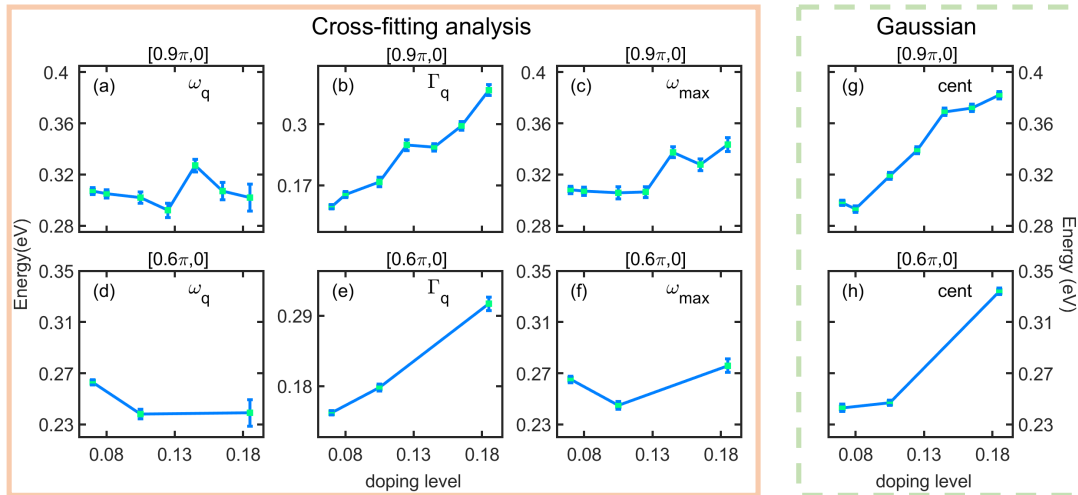 Cross-fitting analysis
Gaussian
[0.9π,0]
[0.9π,0]
[0.9π,0]
[0.9π,0]
(a) ω_q
(b) Γ_q
(c) ω_max
(g) cent
0.4
0.36
0.32
0.28
0.3
0.17
0.4
0.36
0.32
0.28
0.4
0.36
0.32
0.28
Energy(eV)
Energy (eV)
[0.6π,0]
[0.6π,0]
[0.6π,0]
[0.6π,0]
(d) ω_q
(e) Γ_q
(f) ω_max
(h) cent
0.35
0.31
0.27
0.23
0.29
0.18
0.35
0.31
0.27
0.23
0.35
0.31
0.27
0.23
0.08 0.13 0.18
0.08 0.13 0.18
0.08 0.13 0.18
0.08 0.13 0.18
doping level
doping level
doping level
doping level